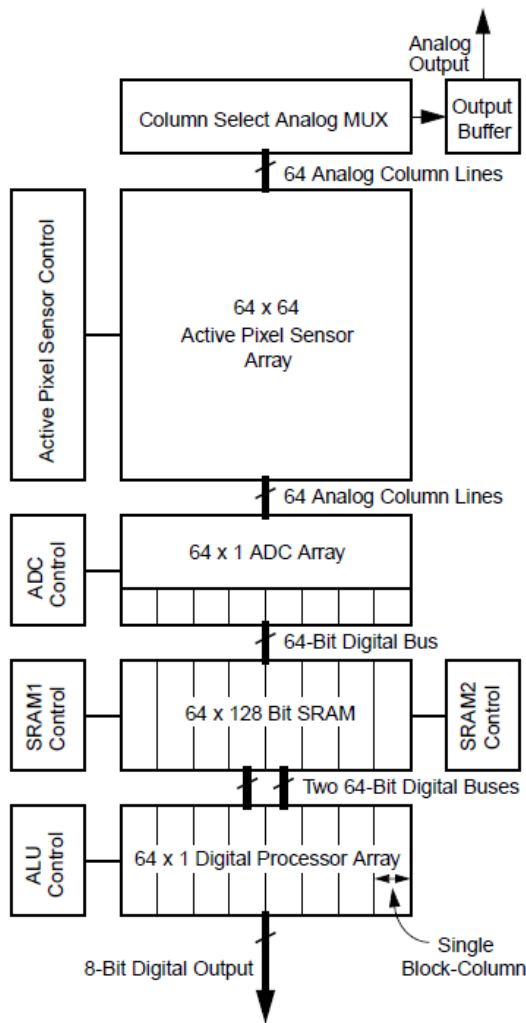 Analog
Output
Column Select Analog MUX
Output
Buffer
64 Analog Column Lines
Active Pixel Sensor Control
64 x 64
Active Pixel Sensor
Array
64 Analog Column Lines
ADC
Control
64 x 1 ADC Array
64-Bit Digital Bus
SRAM1
Control
64 x 128 Bit SRAM
SRAM2
Control
Two 64-Bit Digital Buses
ALU
Control
64 x 1 Digital Processor Array
8-Bit Digital Output
Single
Block-Column